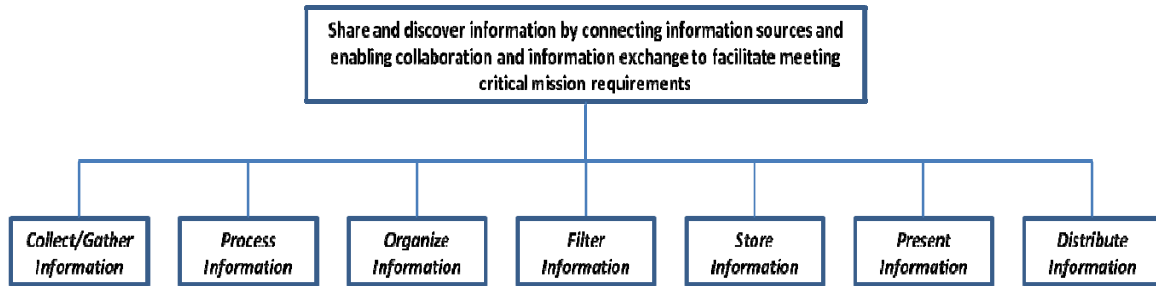 Share and discover information by connecting information sources and
enabling collaboration and information exchange to facilitate meeting
critical mission requirements
Collect/Gather
Information
Process
Information
Organize
Information
Filter
Information
Store
Information
Present
Information
Distribute
Information